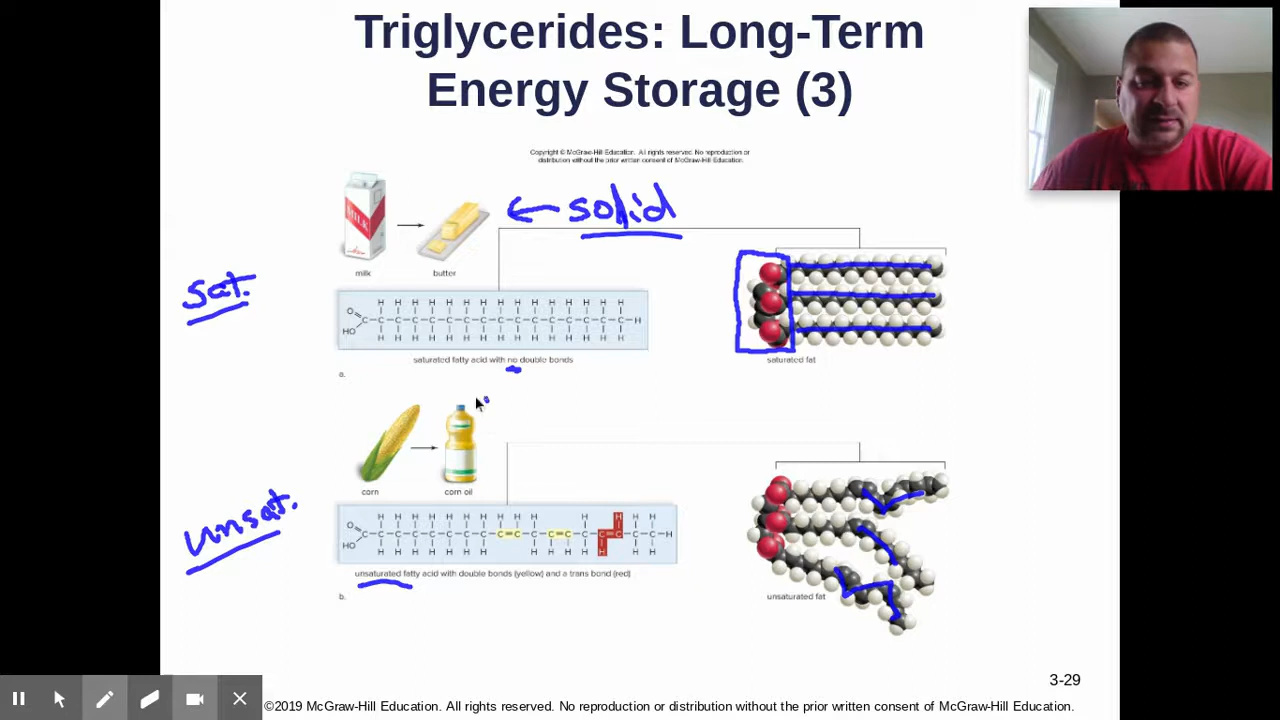 Triglycerides: Long-Term
Energy Storage (3)
Copyright © McGraw-Hill Education. All rights reserved. No reproduction or
distribution without the prior written consent of McGraw-Hill Education.
MILK
← solid
milk
butter
sat.
H H H H H H H H H H H H H H H
O
HO
C-C-C-C-C-C-C-C-C-C-C-C-C-C-C-C-H
H H H H H H H H H H H H H H H
saturated fatty acid with no double bonds
saturated fat
a.
corn
corn oil
unsat.
H H H H H H H H H H H H H H
O
HO
C-C-C-C-C-C-C-C-C=C-C-C=C-C-C=C-C-C-H
H H H H H H H H H H H H H
unsaturated fatty acid with double bonds (yellow) and a trans bond (red)
unsaturated fat
b.
3-29
©2019 McGraw-Hill Education. All rights reserved. No reproduction or distribution without the prior written consent of McGraw-Hill Education.